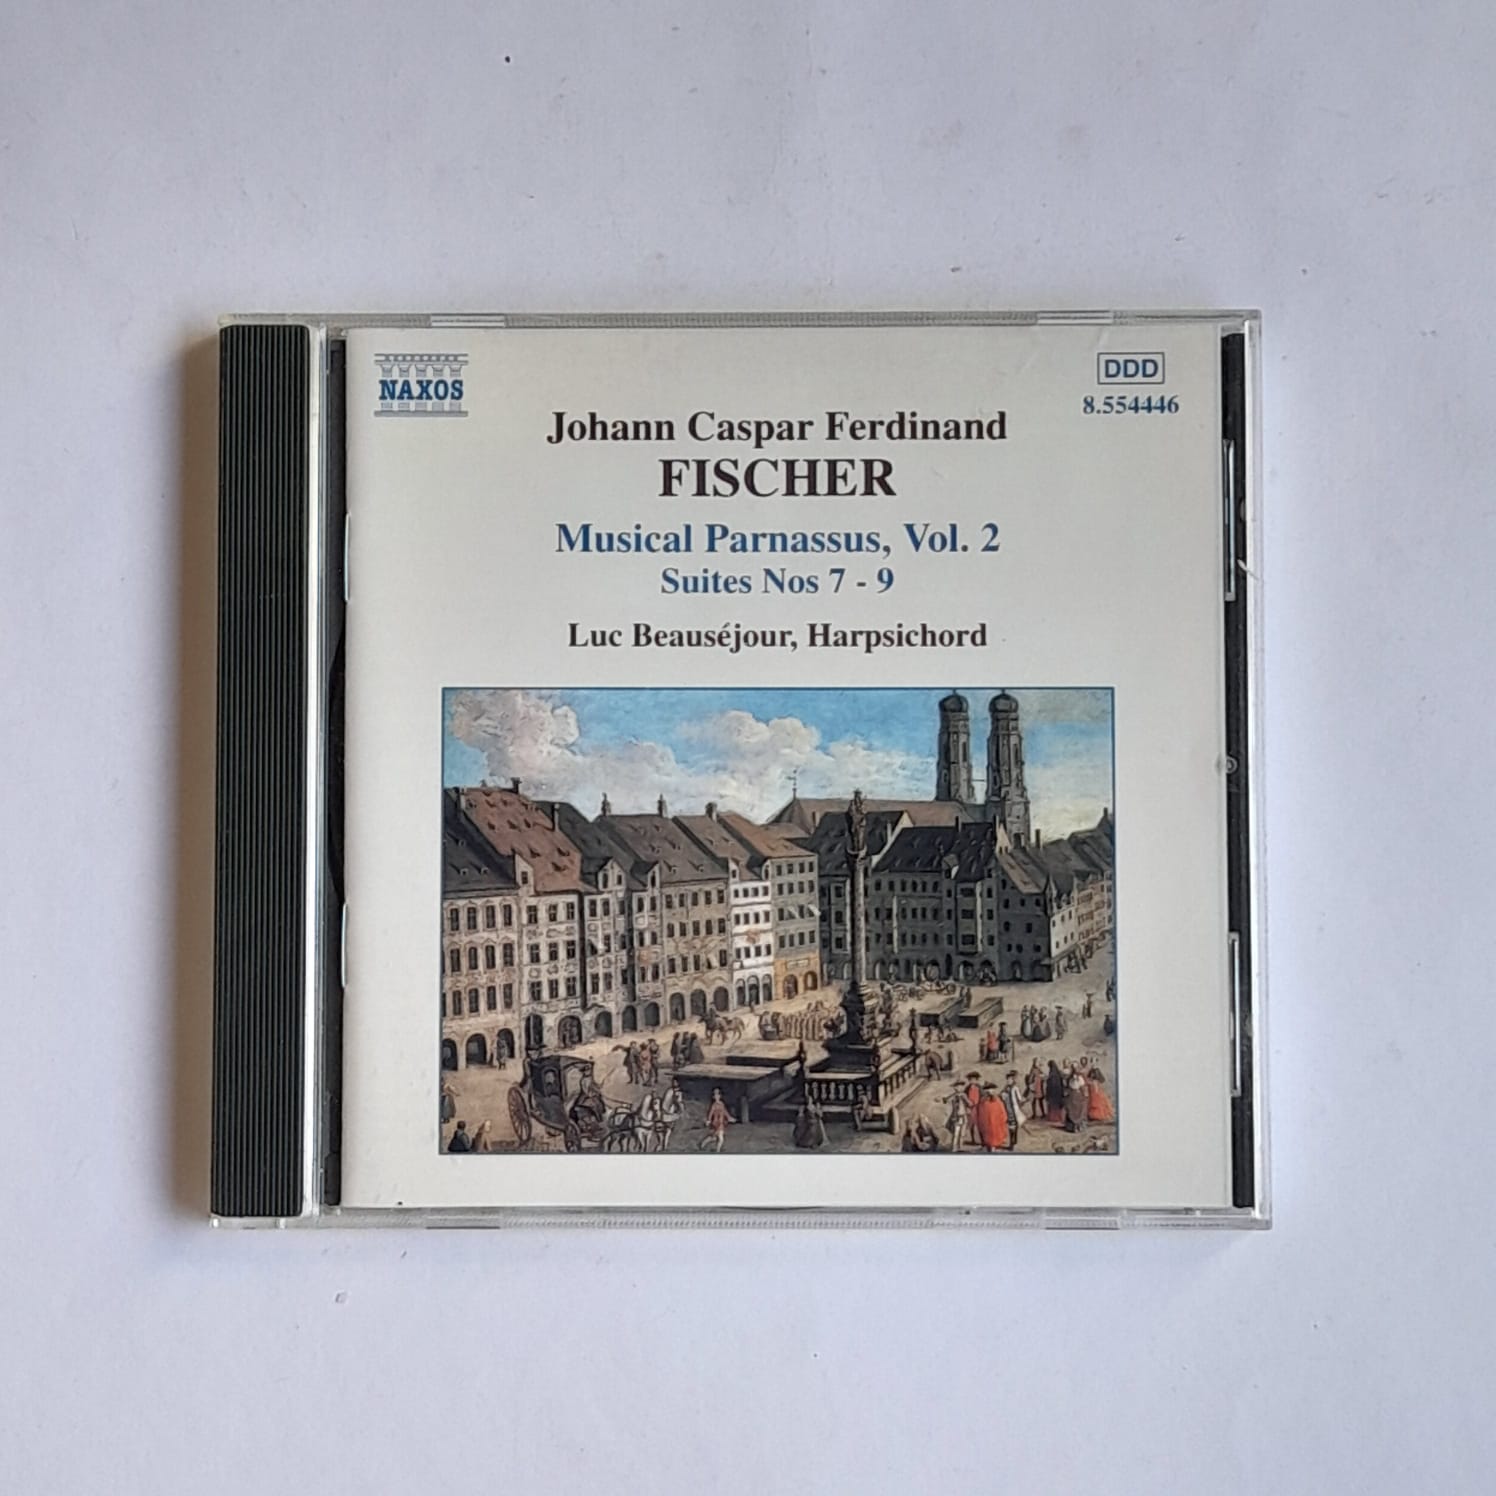 NAXOS
DDD
8.554446
Johann Caspar Ferdinand
FISCHER
Musical Parnassus, Vol. 2
Suites Nos 7 - 9
Luc Beauséjour, Harpsichord